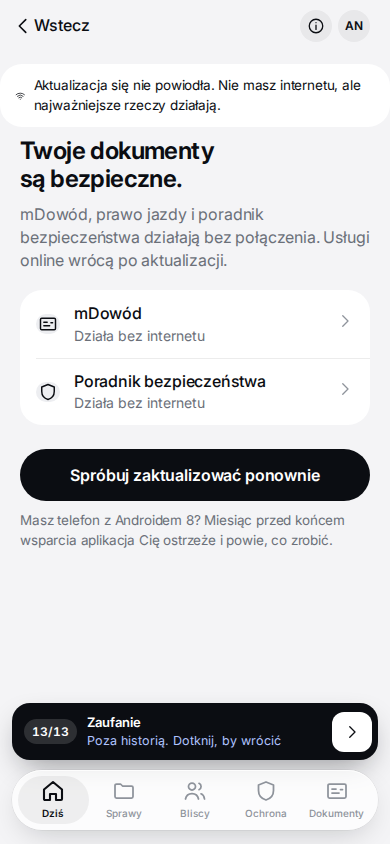 Wstecz
AN
Aktualizacja się nie powiodła. Nie masz internetu, ale
najważniejsze rzeczy działają.
Twoje dokumenty
są bezpieczne.
mDowód, prawo jazdy i poradnik
bezpieczeństwa działają bez połączenia. Usługi
online wrócą po aktualizacji.
mDowód
Działa bez internetu
Poradnik bezpieczeństwa
Działa bez internetu
Spróbuj zaktualizować ponownie
Masz telefon z Androidem 8? Miesiąc przed końcem
wsparcia aplikacja Cię ostrzeże i powie, co zrobić.
13/13
Zaufanie
Poza historią. Dotknij, by wrócić
Dziś
Sprawy
Bliscy
Ochrona
Dokumenty